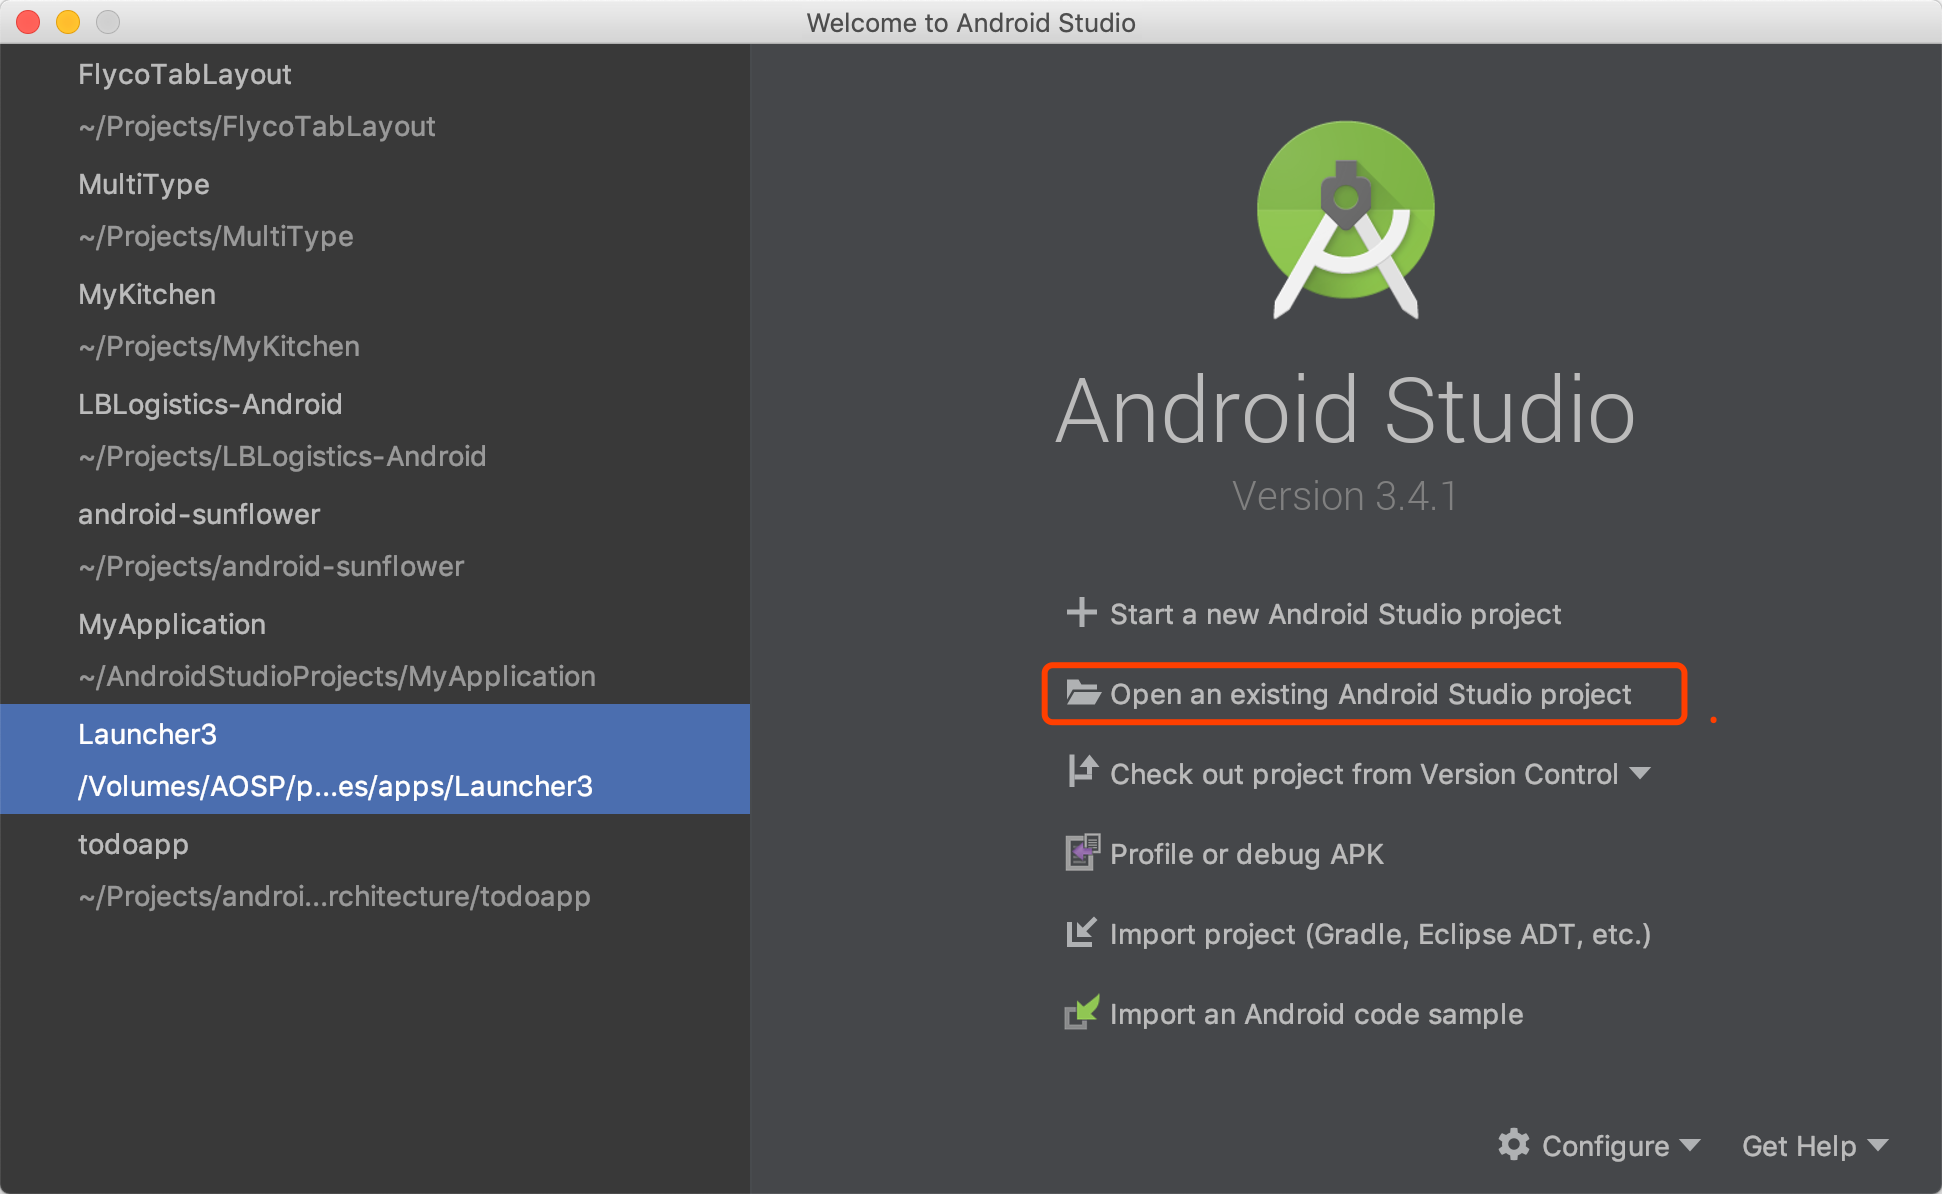 Welcome to Android Studio
FlycoTabLayout
~/Projects/FlycoTabLayout
MultiType
~/Projects/MultiType
MyKitchen
~/Projects/MyKitchen
LBLogistics-Android
~/Projects/LBLogistics-Android
android-sunflower
~/Projects/android-sunflower
MyApplication
~/AndroidStudioProjects/MyApplication
Launcher3
/Volumes/AOSP/p...es/apps/Launcher3
todoapp
~/Projects/androi...rchitecture/todoapp
Android Studio
Version 3.4.1
Start a new Android Studio project
Open an existing Android Studio project
Check out project from Version Control
Profile or debug APK
Import project (Gradle, Eclipse ADT, etc.)
Import an Android code sample
Configure
Get Help